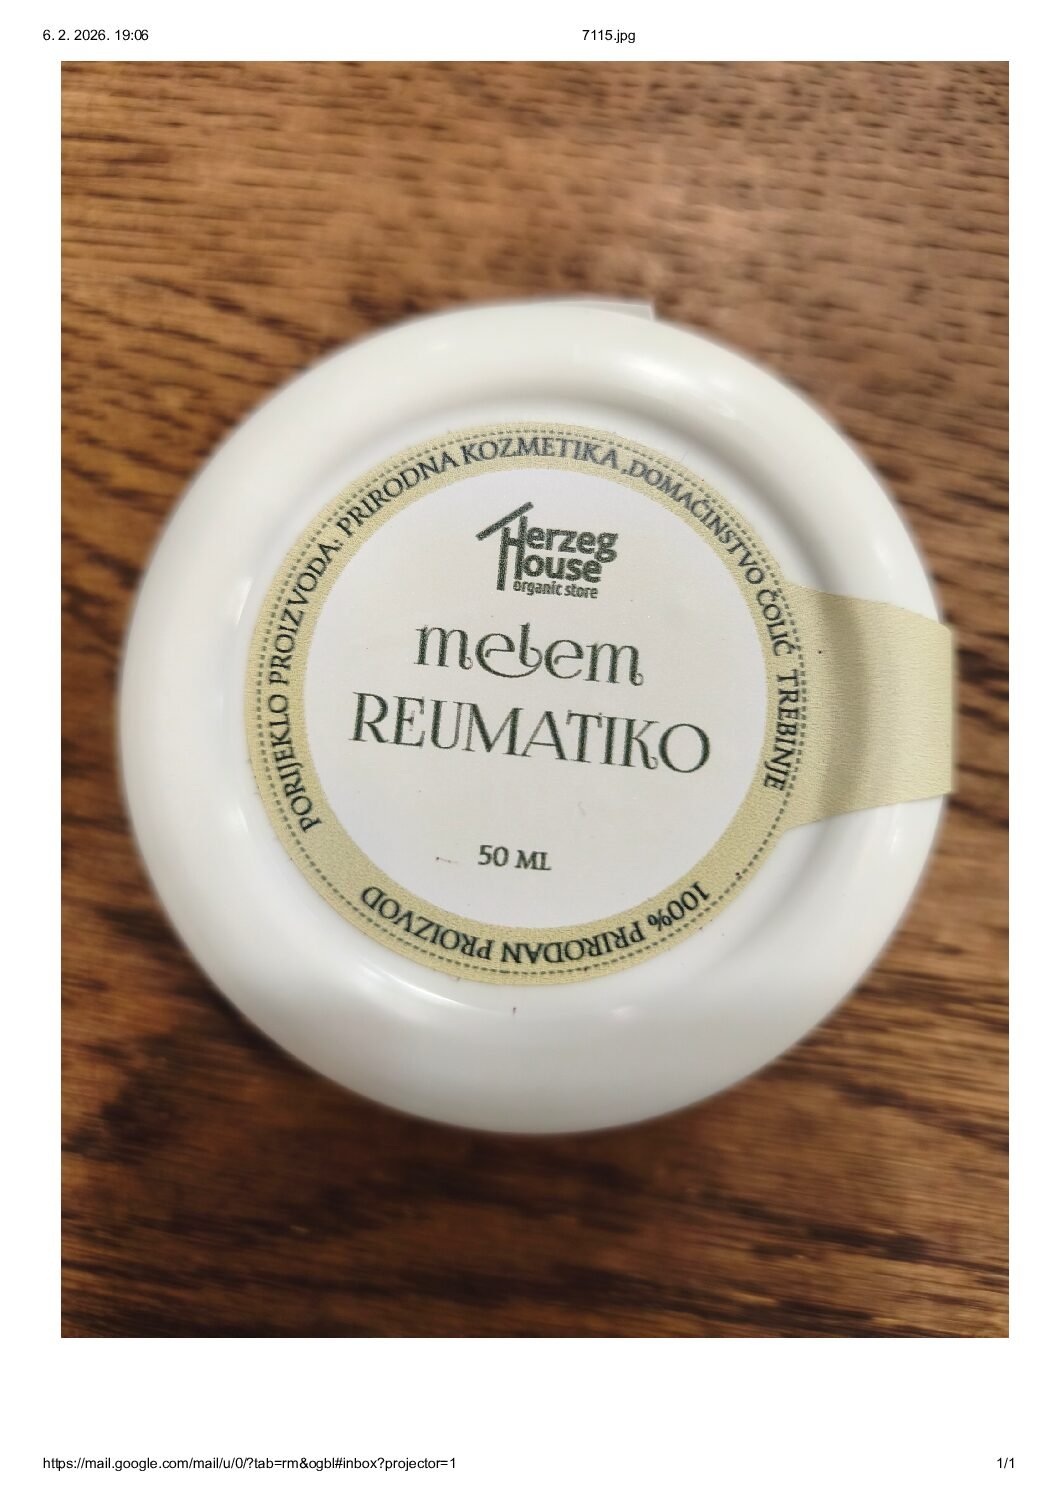 6. 2. 2026. 19:06
7115.jpg
PORIJEKLO PROIZVODA. PRIRODNA KOZMETIKA ,DOMAĆINSTVO ČOLIĆ TREBINJE
Herzeg
House
organic store
melem
REUMATIKO
50 ML
100% PRIRODAN PROIZVOD
https://mail.google.com/mail/u/0/?tab=rm&ogbl#inbox?projector=1
1/1